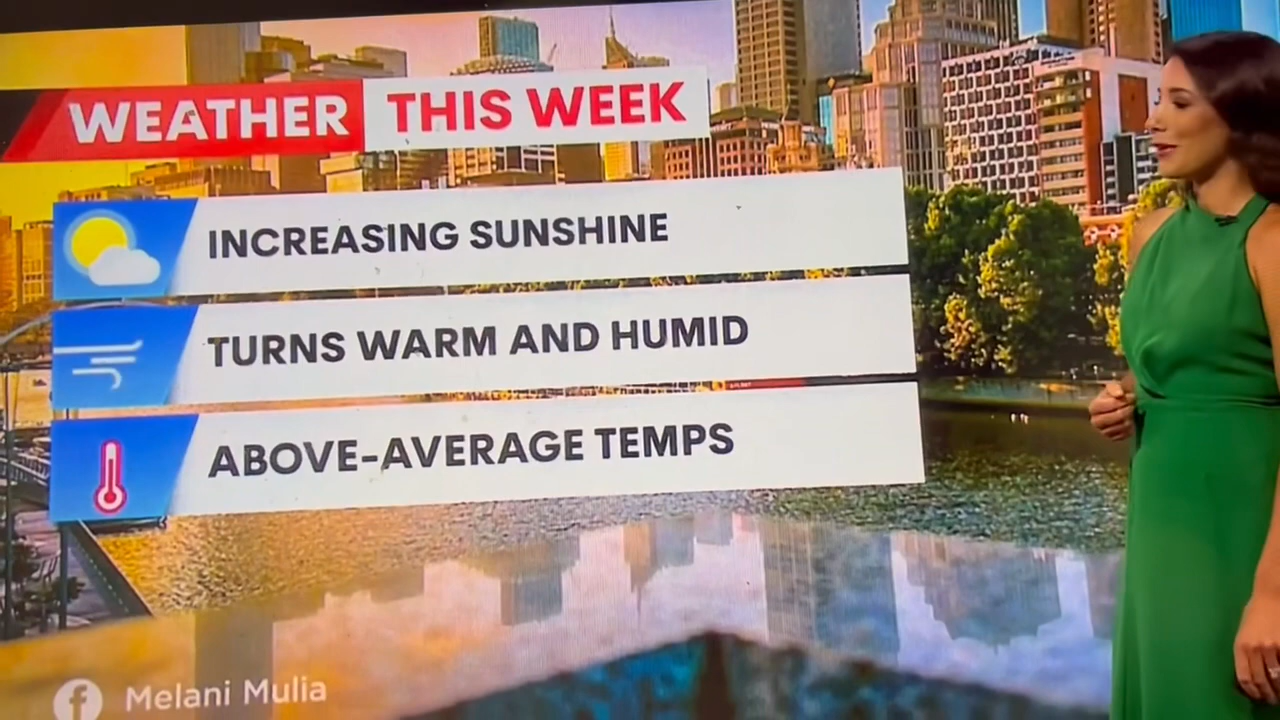 WEATHER THIS WEEK
INCREASING SUNSHINE
TURNS WARM AND HUMID
ABOVE-AVERAGE TEMPS
Melani Mulia